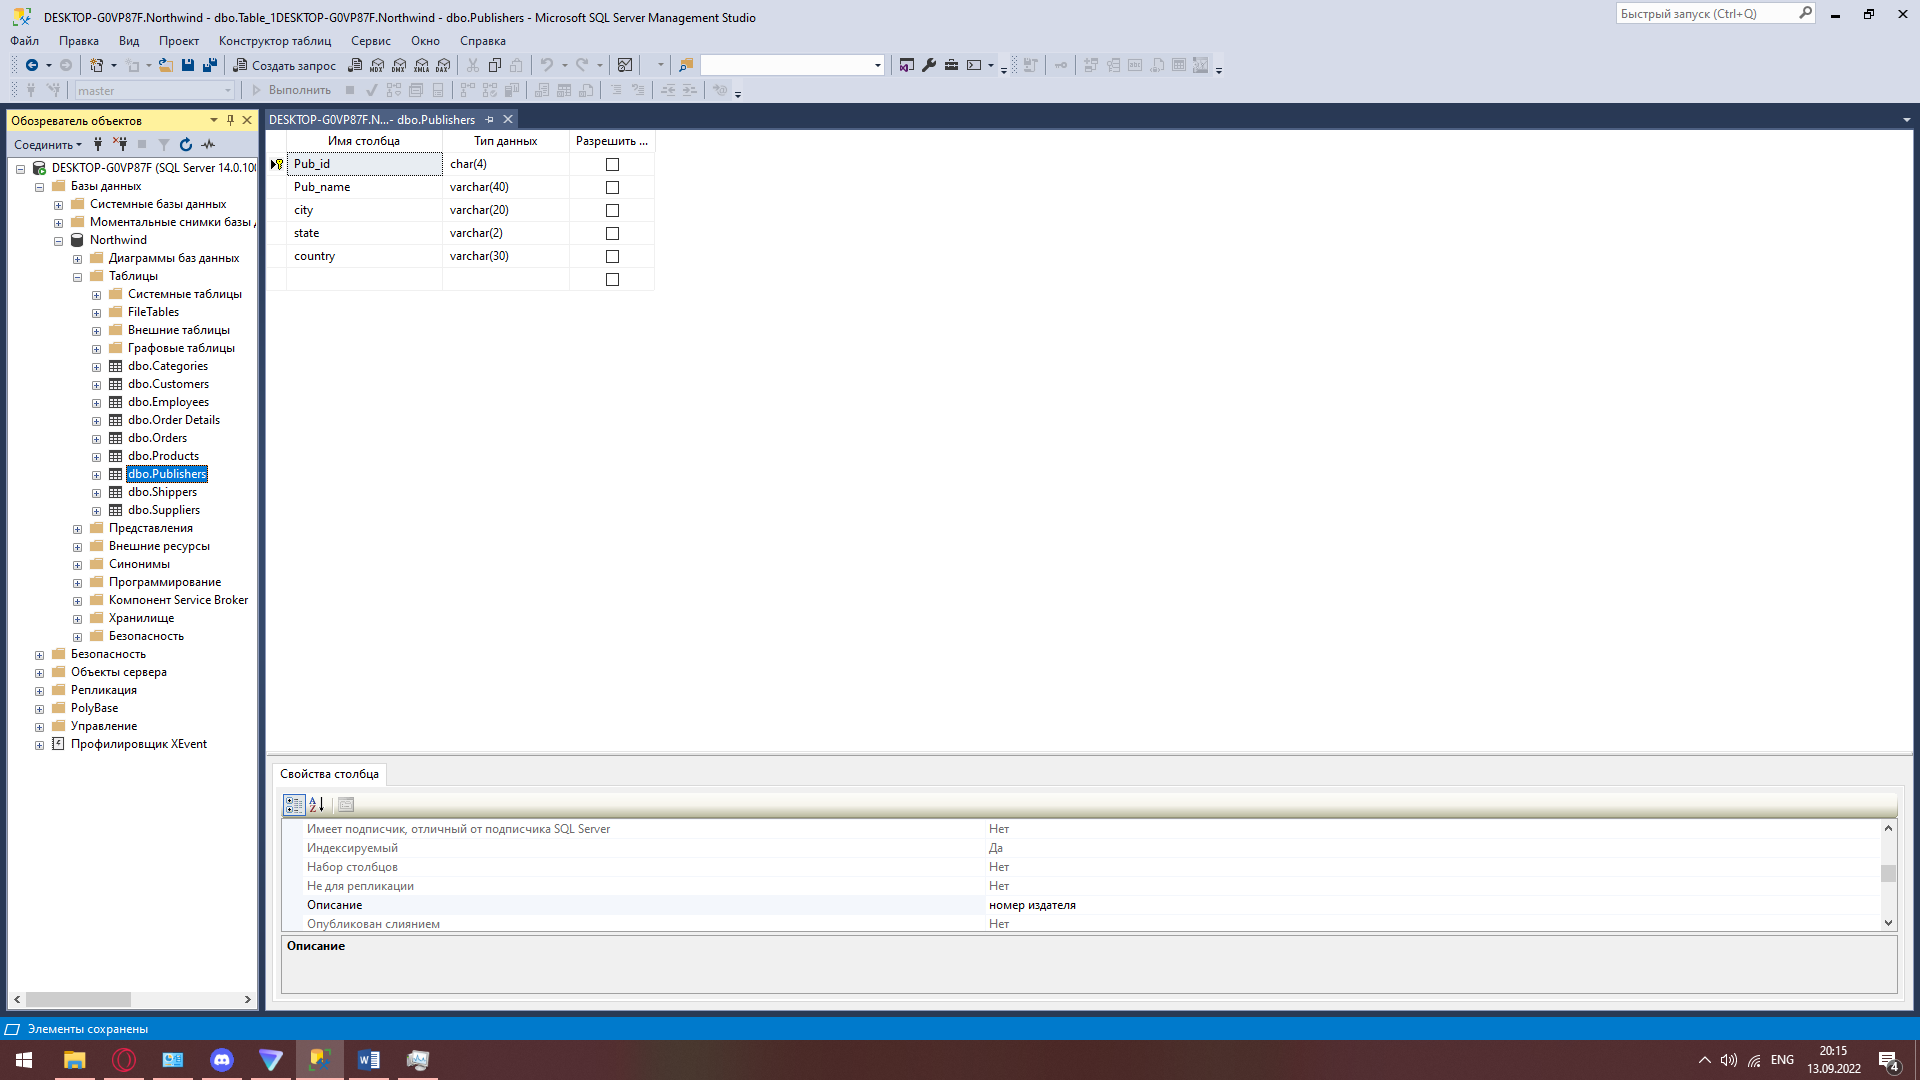 DESKTOP-G0VP87F.Northwind - dbo.Table_1DESKTOP-G0VP87F.Northwind - dbo.Publishers - Microsoft SQL Server Management Studio
Быстрый запуск (Ctrl+Q)
Файл Правка Вид Проект Конструктор таблиц Сервис Окно Справка
Создать запрос MDX DMX XMLA DAX
master Выполнить
Обозреватель объектов
DESKTOP-G0VP87F.N...- dbo.Publishers
Соединить
DESKTOP-G0VP87F (SQL Server 14.0.100
Базы данных
Системные базы данных
Моментальные снимки базы
Northwind
Диаграммы баз данных
Таблицы
Системные таблицы
FileTables
Внешние таблицы
Графовые таблицы
dbo.Categories
dbo.Customers
dbo.Employees
dbo.Order Details
dbo.Orders
dbo.Products
dbo.Publishers
dbo.Shippers
dbo.Suppliers
Представления
Внешние ресурсы
Синонимы
Программирование
Компонент Service Broker
Хранилище
Безопасность
Безопасность
Объекты сервера
Репликация
PolyBase
Управление
Профилировщик XEvent
Имя столбца Тип данных Разрешить ...
Pub_id char(4)
Pub_name varchar(40)
city varchar(20)
state varchar(2)
country varchar(30)
Свойства столбца
Имеет подписчик, отличный от подписчика SQL Server Нет
Индексируемый Да
Набор столбцов Нет
Не для репликации Нет
Описание номер издателя
Опубликован слиянием Нет
Описание
Элементы сохранены
ENG
20:15
13.09.2022
4